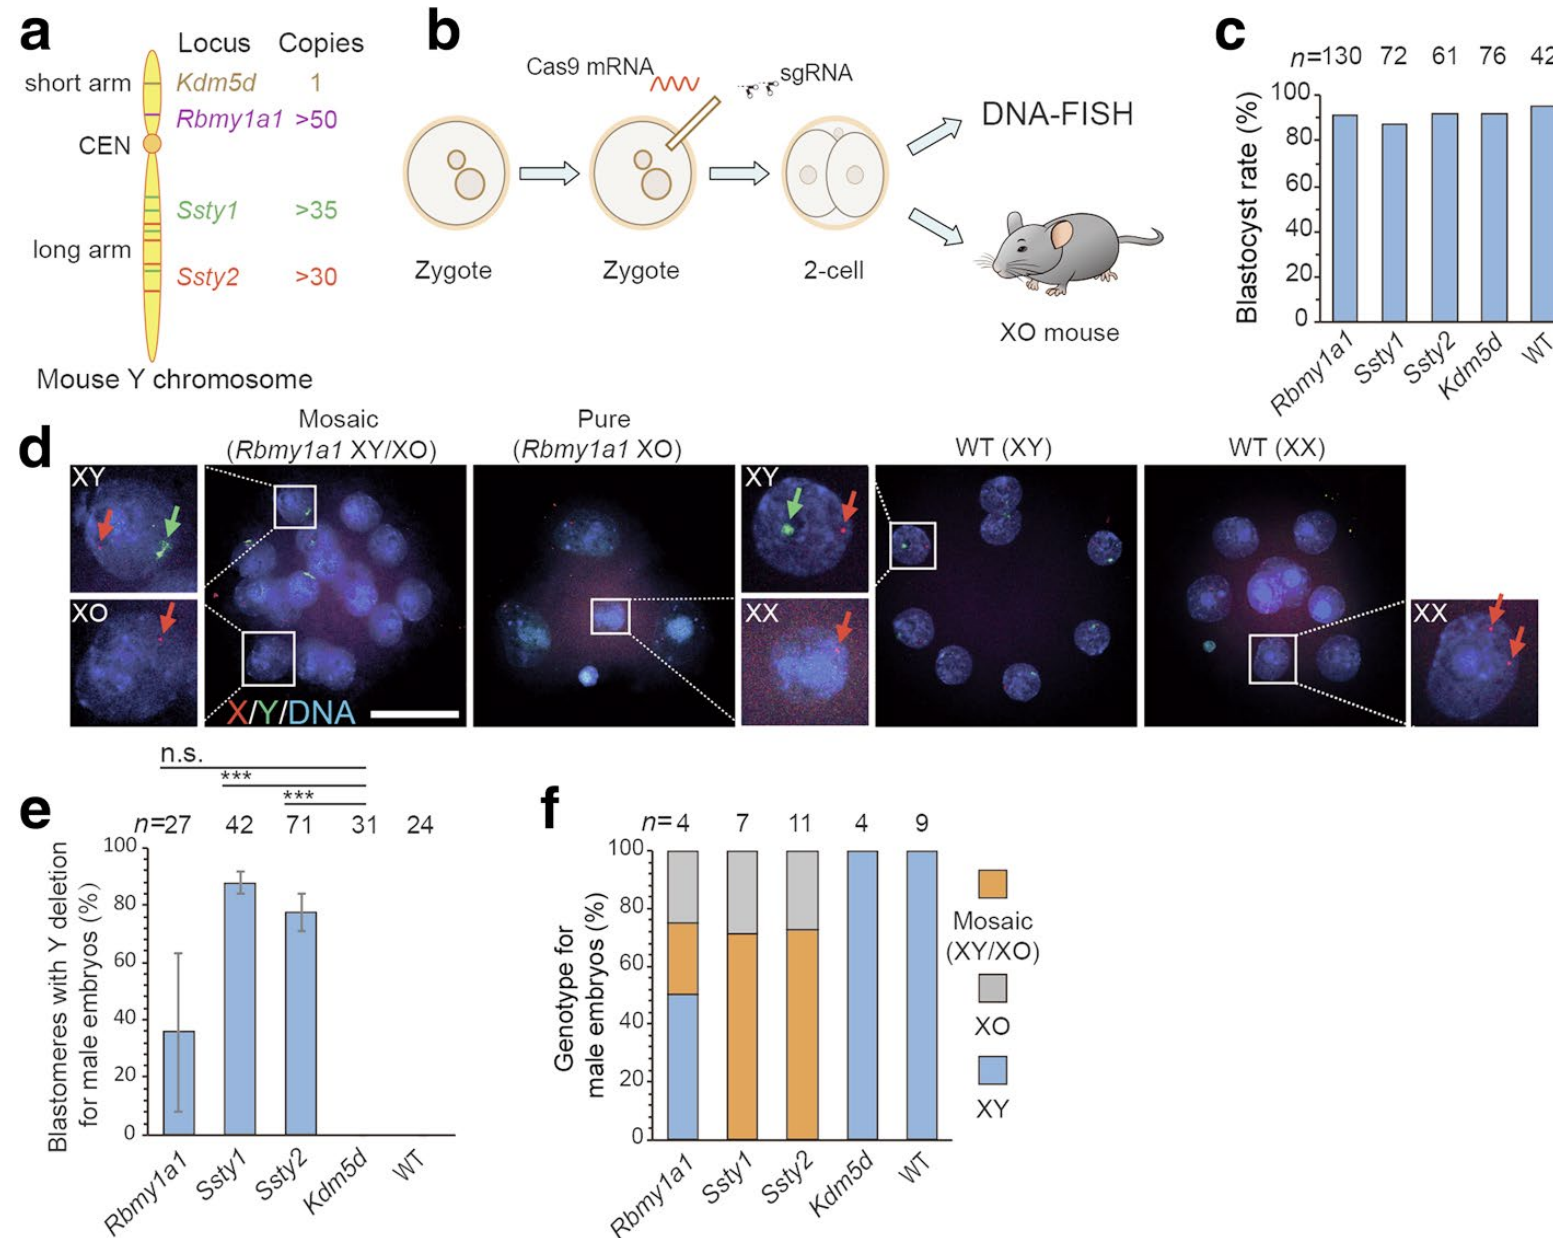 a
Locus Copies
short arm
Kdm5d 1
Rbmy1a1 >50
CEN
Ssty1 >35
long arm
Ssty2 >30
Mouse Y chromosome
b
Cas9 mRNA
sgRNA
Zygote
Zygote
2-cell
DNA-FISH
XO mouse
c
n=130 72 61 76 42
Blastocyst rate (%)
100
80
60
40
20
0
Rbmy1a1
Ssty1
Ssty2
Kdm5d
WT
d
Mosaic
(Rbmy1a1 XY/XO)
Pure
(Rbmy1a1 XO)
WT (XY)
WT (XX)
XY
XO
X/Y/DNA
XY
XX
XX
e
n.s.
***
***
n=27 42 71 31 24
Blastomeres with Y deletion
for male embryos (%)
100
80
60
40
20
0
Rbmy1a1
Ssty1
Ssty2
Kdm5d
WT
f
n=4 7 11 4 9
Genotype for
male embryos (%)
100
80
60
40
20
0
Rbmy1a1
Ssty1
Ssty2
Kdm5d
WT
Mosaic
(XY/XO)
XO
XY